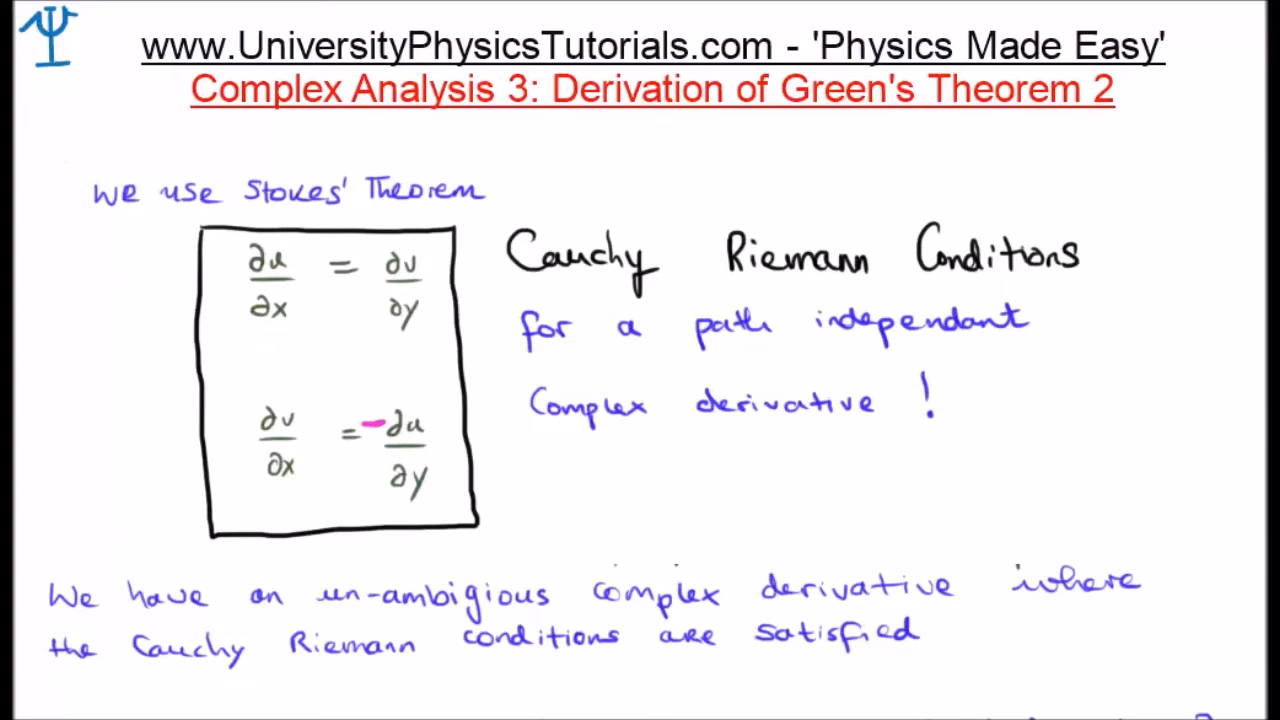 www.UniversityPhysicsTutorials.com - 'Physics Made Easy'
Complex Analysis 3: Derivation of Green's Theorem 2
We use Stokes' Theorem
∂u/∂x = ∂v/∂y
Cauchy Riemann Conditions
for a path independant
complex derivative !
∂v/∂x = -∂u/∂y
We have an un-ambigious complex derivative where
the Cauchy Riemann conditions are satisfied